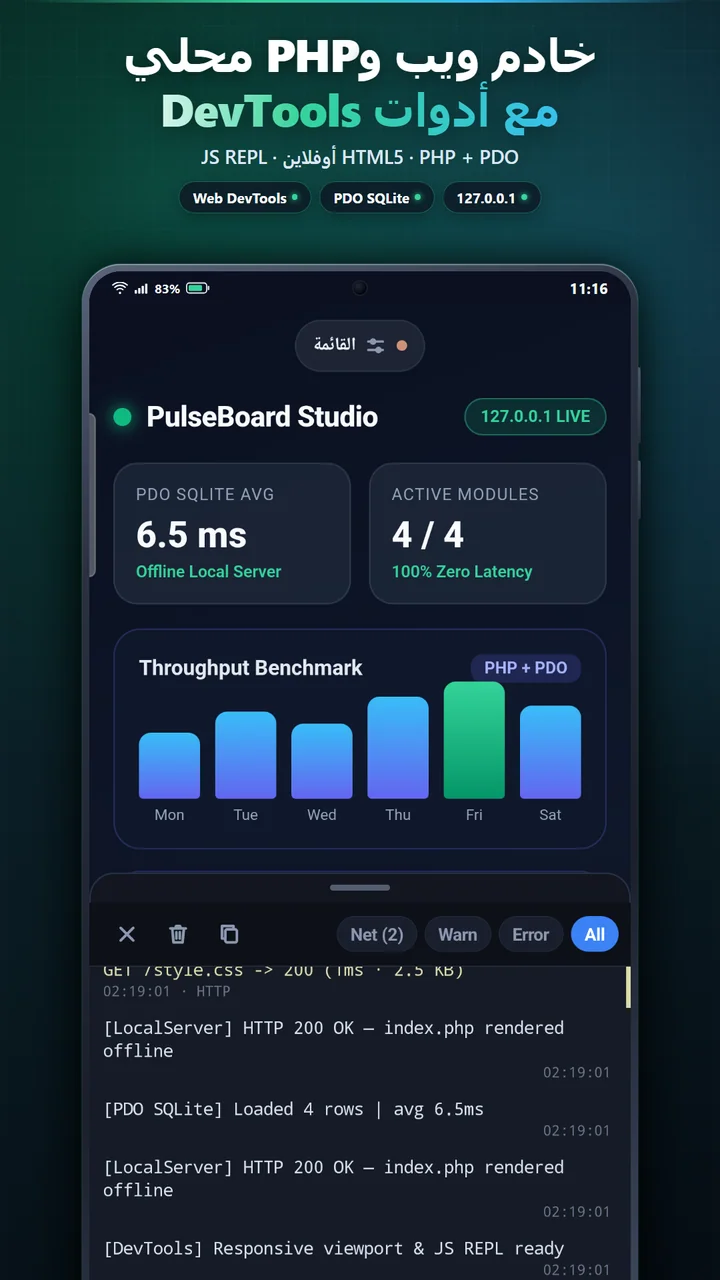 خادم ويب وPHP محلي
مع أدوات DevTools
JS REPL · أوفلاين HTML5 · PHP + PDO
Web DevTools
PDO SQLite
127.0.0.1
83%
11:16
القائمة
PulseBoard Studio
127.0.0.1 LIVE
PDO SQLITE AVG
6.5 ms
Offline Local Server
ACTIVE MODULES
4 / 4
100% Zero Latency
Throughput Benchmark
PHP + PDO
Mon Tue Wed Thu Fri Sat
Net (2)
Warn
Error
All
GET /style.css -> 200 (1ms · 2.5 KB)
02:19:01 · HTTP
[LocalServer] HTTP 200 OK — index.php rendered
offline
02:19:01
[PDO SQLite] Loaded 4 rows | avg 6.5ms
02:19:01
[LocalServer] HTTP 200 OK — index.php rendered
offline
02:19:01
[DevTools] Responsive viewport & JS REPL ready
02:19:01